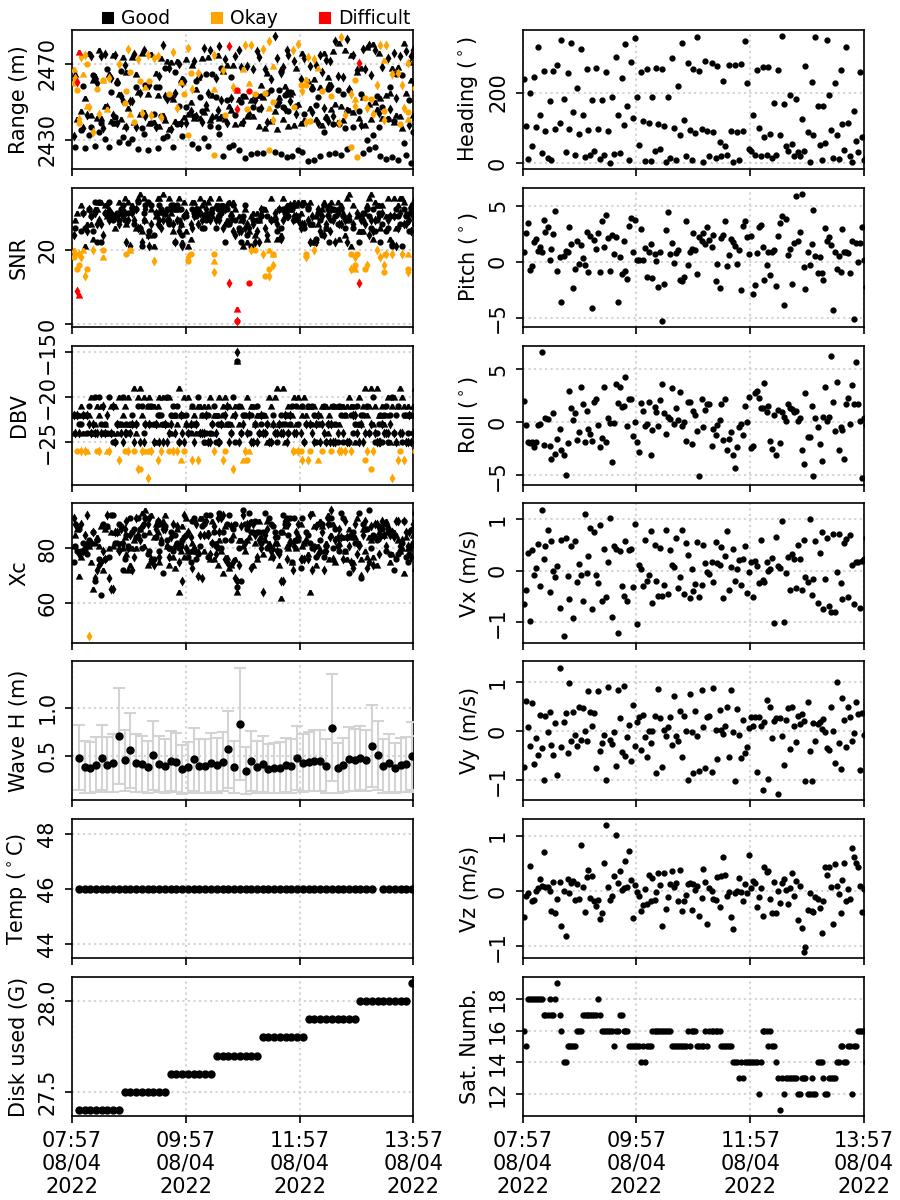 Good Okay Difficult
Range (m)
2470
2430
Heading (°)
200
0
SNR
20
0
Pitch (°)
5
0
−5
DBV
−15
−20
−25
Roll (°)
5
0
−5
Xc
80
60
Vx (m/s)
1
0
−1
Wave H (m)
1.0
0.5
Vy (m/s)
1
0
−1
Temp (°C)
48
46
44
Vz (m/s)
1
0
−1
Disk used (G)
28.0
27.5
Sat. Numb.
18
16
14
12
07:57 09:57 11:57 13:57 07:57 09:57 11:57 13:57
08/04 08/04 08/04 08/04 08/04 08/04 08/04 08/04
2022 2022 2022 2022 2022 2022 2022 2022